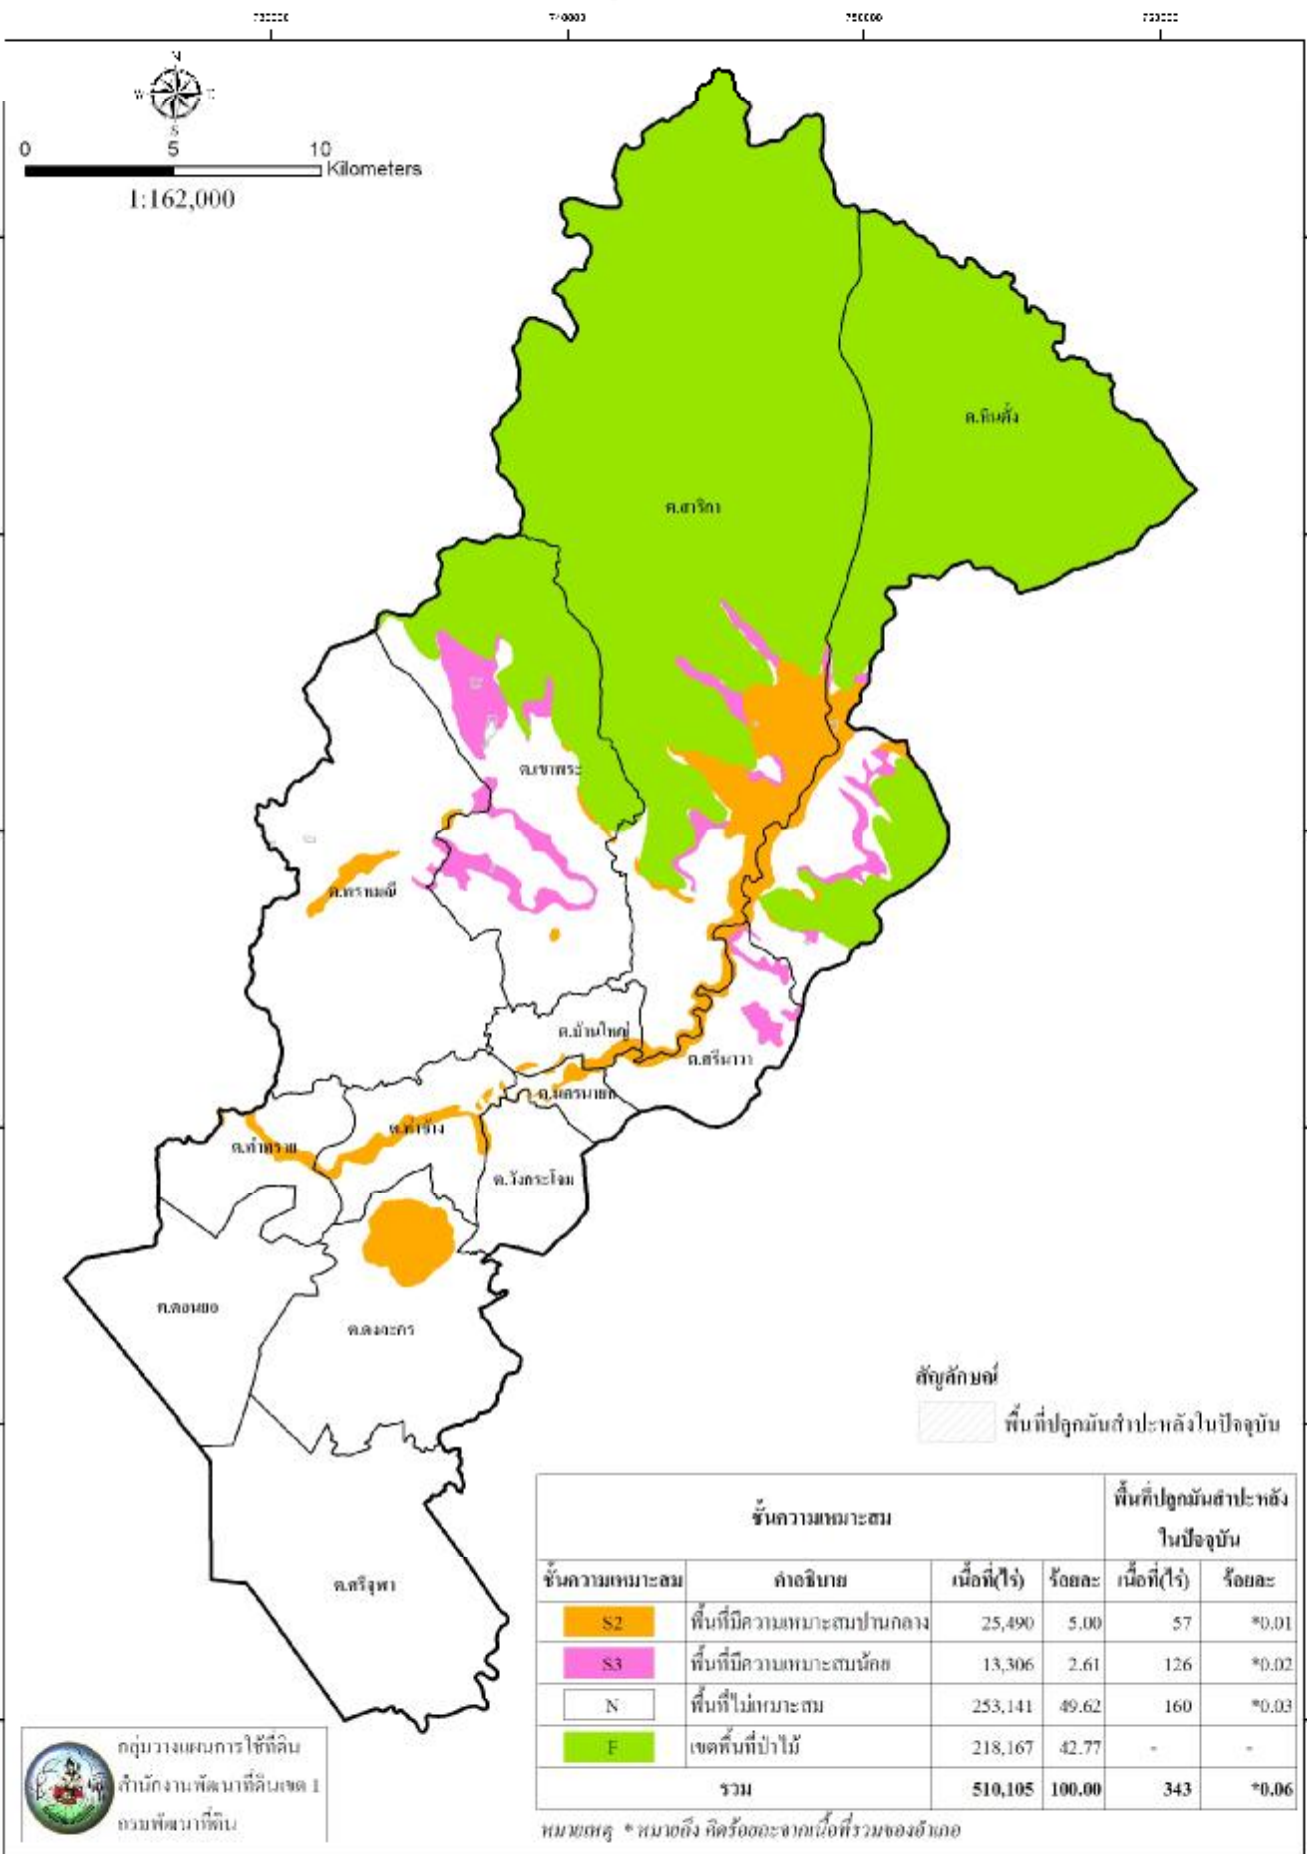 740000
N
W
S
0 5 10
Kilometers
1:162,000
ต.หินตั้ง
ต.สาริกา
ต.เขาพระ
ต.พรหมณี
ต.บ้านใหญ่
ต.ศรีนาวา
ต.นครนายก
ต.ท่าช้าง
ต.ท่าทราย
ต.วังกระโจม
ต.ดอนยอ
ต.ดงละคร
ต.ศรีจุฬา
สัญลักษณ์
พื้นที่ปลูกมันสำปะหลังในปัจจุบัน
ชั้นความเหมาะสม พื้นที่ปลูกมันสำปะหลัง
ในปัจจุบัน
ชั้นความเหมาะสม คำอธิบาย เนื้อที่(ไร่) ร้อยละ เนื้อที่(ไร่) ร้อยละ
S2 พื้นที่มีความเหมาะสมปานกลาง 25,490 5.00 57 *0.01
S3 พื้นที่มีความเหมาะสมน้อย 13,306 2.61 126 *0.02
N พื้นที่ไม่เหมาะสม 253,141 49.62 160 *0.03
F เขตพื้นที่ป่าไม้ 218,167 42.77 - -
รวม 510,105 100.00 343 *0.06
หมายเหตุ * หมายถึง คิดร้อยละจากเนื้อที่รวมของอำเภอ
กลุ่มวางแผนการใช้ที่ดิน
สำนักงานพัฒนาที่ดินเขต 1
กรมพัฒนาที่ดิน